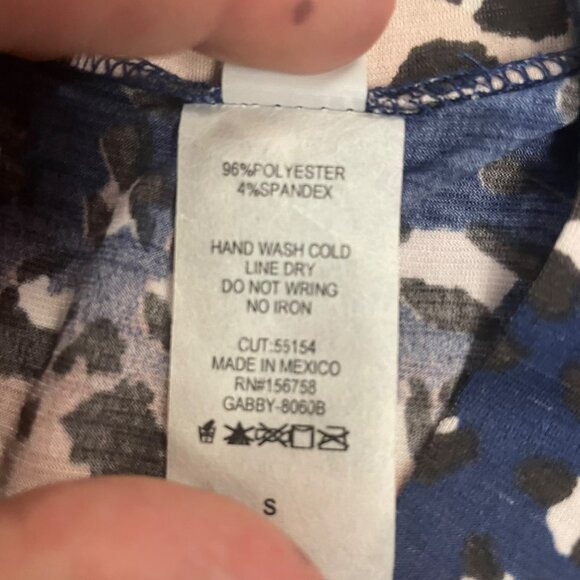 96%POLYESTER
4%SPANDEX
HAND WASH COLD
LINE DRY
DO NOT WRING
NO IRON
CUT:55154
MADE IN MEXICO
RN#156758
GABBY-8060B
S